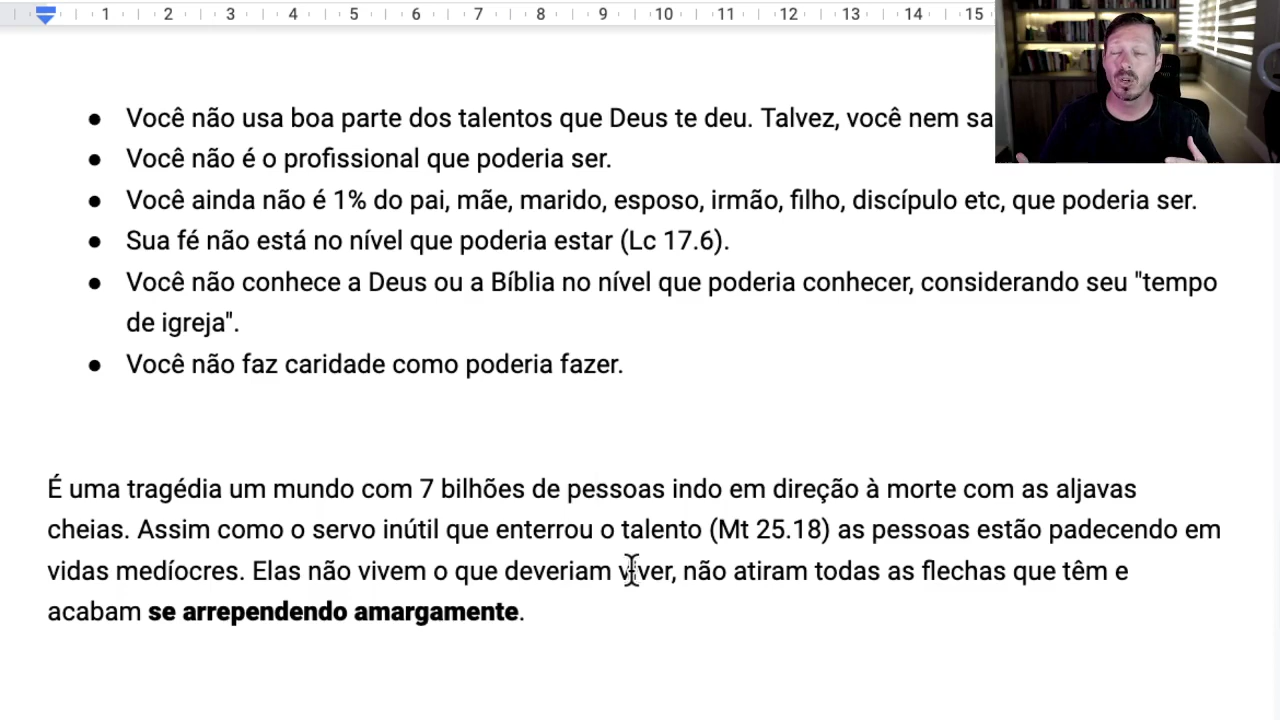 1 2 3 4 5 6 7 8 9 10 11 12 13 14 15
● Você não usa boa parte dos talentos que Deus te deu. Talvez, você nem sa
● Você não é o profissional que poderia ser.
● Você ainda não é 1% do pai, mãe, marido, esposo, irmão, filho, discípulo etc, que poderia ser.
● Sua fé não está no nível que poderia estar (Lc 17.6).
● Você não conhece a Deus ou a Bíblia no nível que poderia conhecer, considerando seu "tempo
de igreja".
● Você não faz caridade como poderia fazer.
É uma tragédia um mundo com 7 bilhões de pessoas indo em direção à morte com as aljavas
cheias. Assim como o servo inútil que enterrou o talento (Mt 25.18) as pessoas estão padecendo em
vidas medíocres. Elas não vivem o que deveriam viver, não atiram todas as flechas que têm e
acabam se arrependendo amargamente.